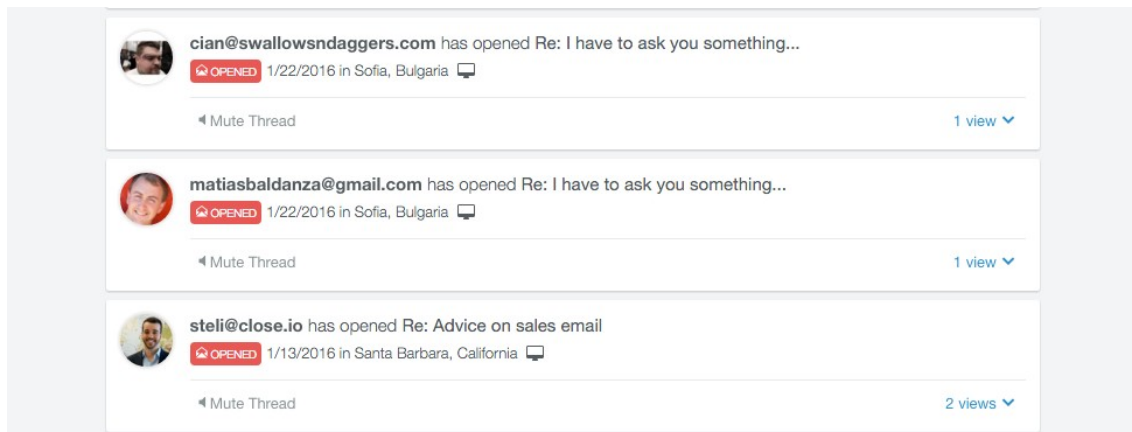 cian@swallowsndaggers.com has opened Re: I have to ask you something...
OPENED 1/22/2016 in Sofia, Bulgaria
Mute Thread 1 view
matiasbaldanza@gmail.com has opened Re: I have to ask you something...
OPENED 1/22/2016 in Sofia, Bulgaria
Mute Thread 1 view
steli@close.io has opened Re: Advice on sales email
OPENED 1/13/2016 in Santa Barbara, California
Mute Thread 2 views